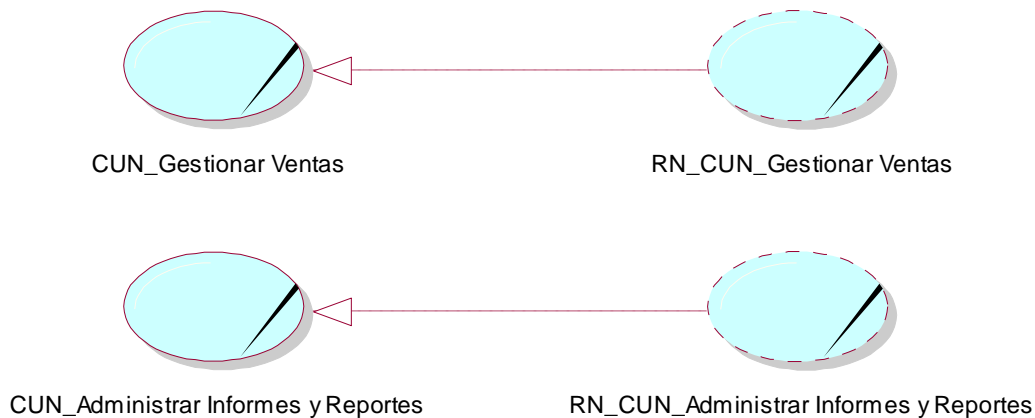 CUN_Gestionar Ventas
RN_CUN_Gestionar Ventas
CUN_Administrar Informes y Reportes
RN_CUN_Administrar Informes y Reportes